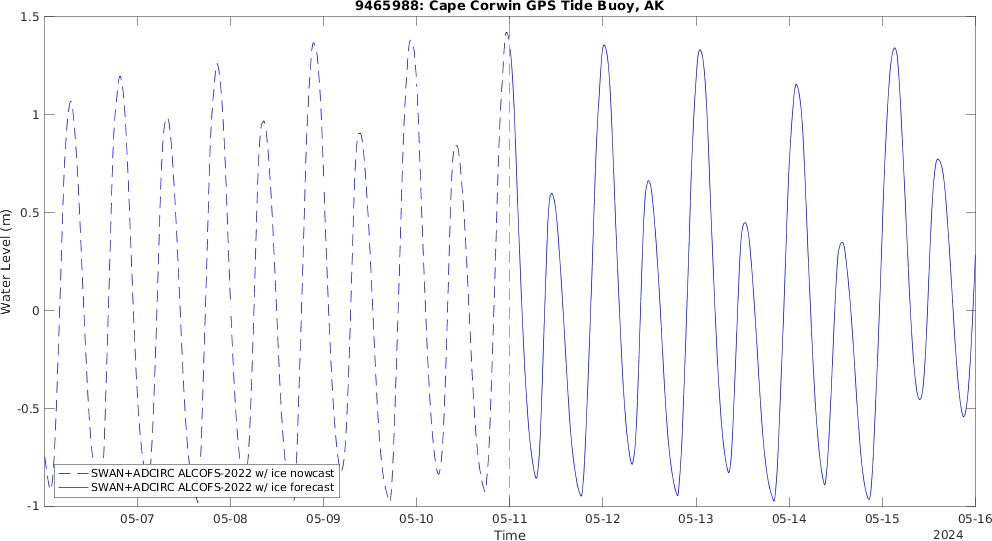 9465988: Cape Corwin GPS Tide Buoy, AK
1.5
1
0.5
0
-0.5
-1
Water Level (m)
SWAN+ADCIRC ALCOFS-2022 w/ ice nowcast
SWAN+ADCIRC ALCOFS-2022 w/ ice forecast
05-07 05-08 05-09 05-10 05-11 05-12 05-13 05-14 05-15 05-16
Time
2024